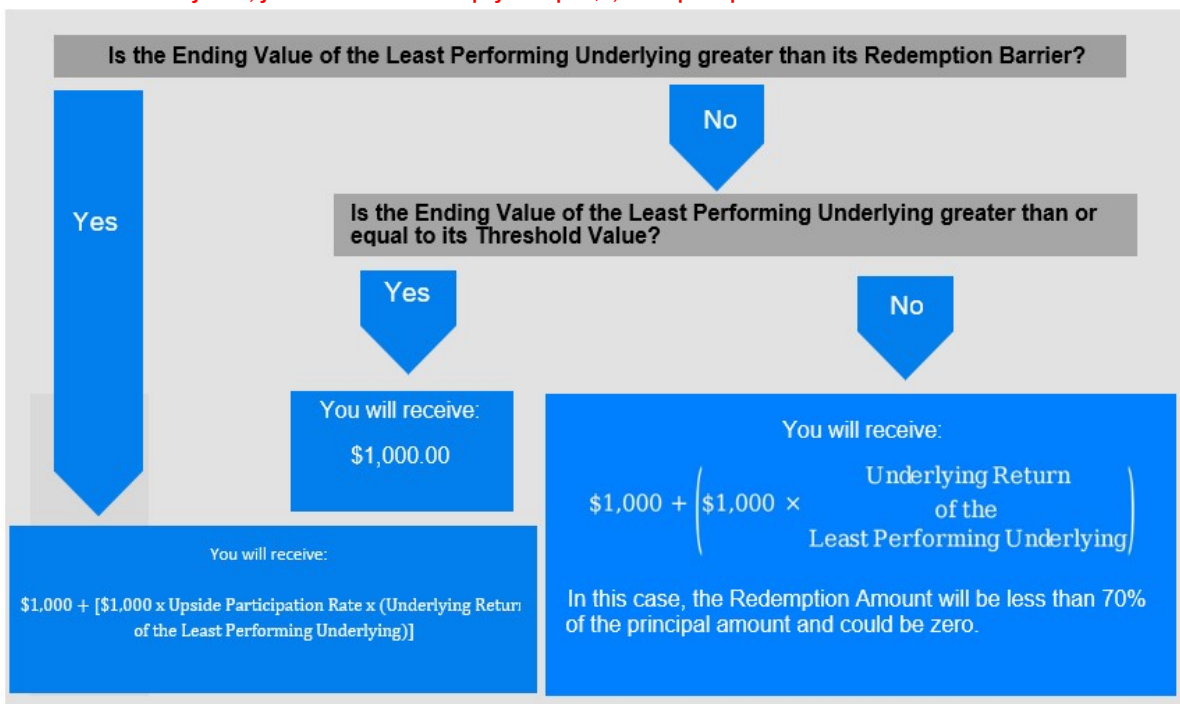 Is the Ending Value of the Least Performing Underlying greater than its Redemption Barrier?
Yes
No
Is the Ending Value of the Least Performing Underlying greater than or
equal to its Threshold Value?
Yes
No
You will receive:
$1,000.00
You will receive:
$1,000 + ($1,000 ×
Underlying Return
of the
Least Performing Underlying)
In this case, the Redemption Amount will be less than 70%
of the principal amount and could be zero.
You will receive:
$1,000 + [$1,000 x Upside Participation Rate x (Underlying Return
of the Least Performing Underlying)]